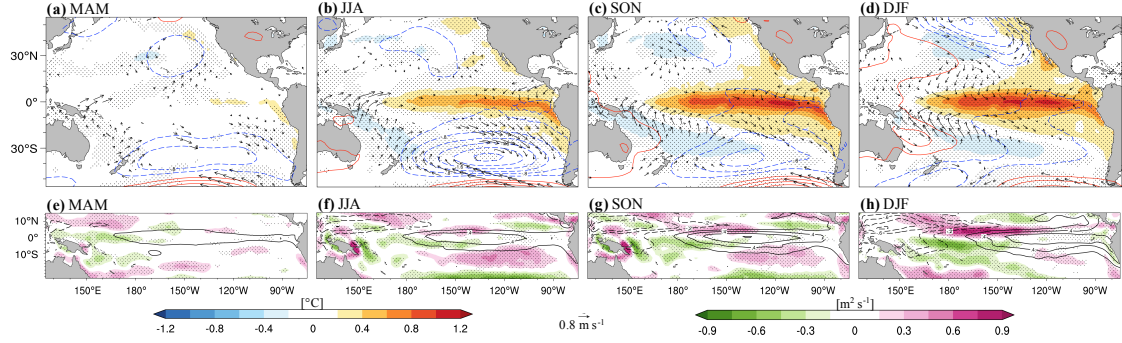 (a) MAM
(b) JJA
(c) SON
(d) DJF
30°N
0°
30°S
(e) MAM
(f) JJA
(g) SON
(h) DJF
10°N
0°
10°S
150°E 180° 150°W 120°W 90°W
150°E 180° 150°W 120°W 90°W
150°E 180° 150°W 120°W 90°W
150°E 180° 150°W 120°W 90°W
[°C]
-1.2 -0.8 -0.4 0 0.4 0.8 1.2
0.8 m s⁻¹
[m² s⁻¹]
-0.9 -0.6 -0.3 0 0.3 0.6 0.9